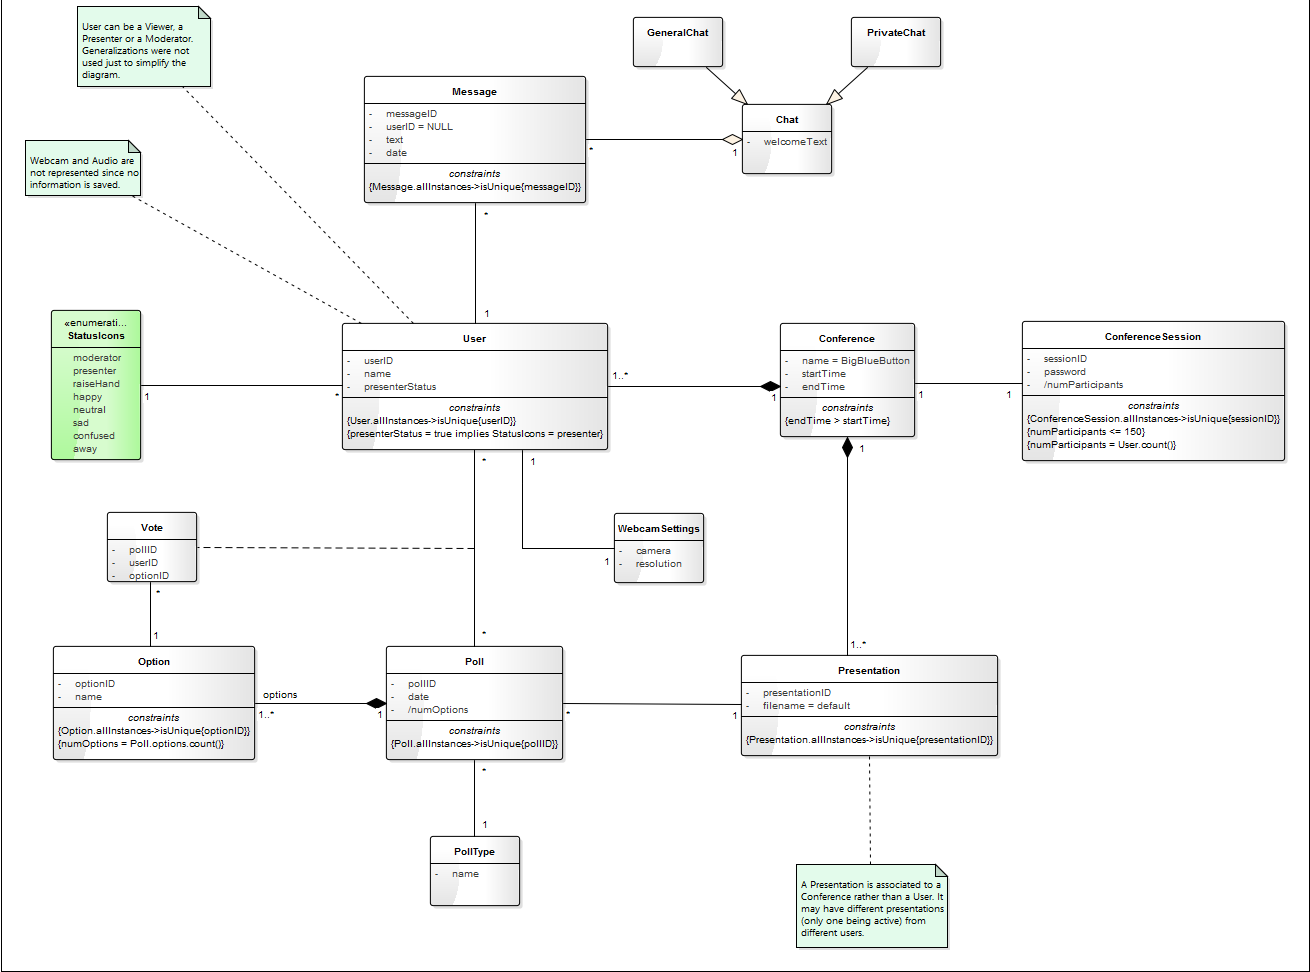 User can be a Viewer, a
Presenter or a Moderator.
Generalizations were not
used just to simplify the
diagram.
GeneralChat
PrivateChat
Message
- messageID
- userID = NULL
- text
- date
constraints
{Message.allInstances->isUnique{messageID}}
*
*
1
Chat
- welcomeText
Webcam and Audio are
not represented since no
information is saved.
1
«enumerati...
StatusIcons
moderator
presenter
raiseHand
happy
neutral
sad
confused
away
1
*
User
- userID
- name
- presenterStatus
constraints
{User.allInstances->isUnique{userID}}
{presenterStatus = true implies StatusIcons = presenter}
1..*
1
Conference
- name = BigBlueButton
- startTime
- endTime
constraints
{endTime > startTime}
1
1
ConferenceSession
- sessionID
- password
- /numParticipants
constraints
{ConferenceSession.allInstances->isUnique{sessionID}}
{numParticipants <= 150}
{numParticipants = User.count()}
*
1
1
Vote
- pollID
- userID
- optionID
WebcamSettings
- camera
- resolution
1
*
1
*
1..*
Option
- optionID
- name
constraints
{Option.allInstances->isUnique{optionID}}
{numOptions = Poll.options.count()}
options
1..*
1
Poll
- pollID
- date
- /numOptions
constraints
{Poll.allInstances->isUnique{pollID}}
*
1
Presentation
- presentationID
- filename = default
constraints
{Presentation.allInstances->isUnique{presentationID}}
*
1
PollType
- name
A Presentation is associated to a
Conference rather than a User. It
may have different presentations
(only one being active) from
different users.